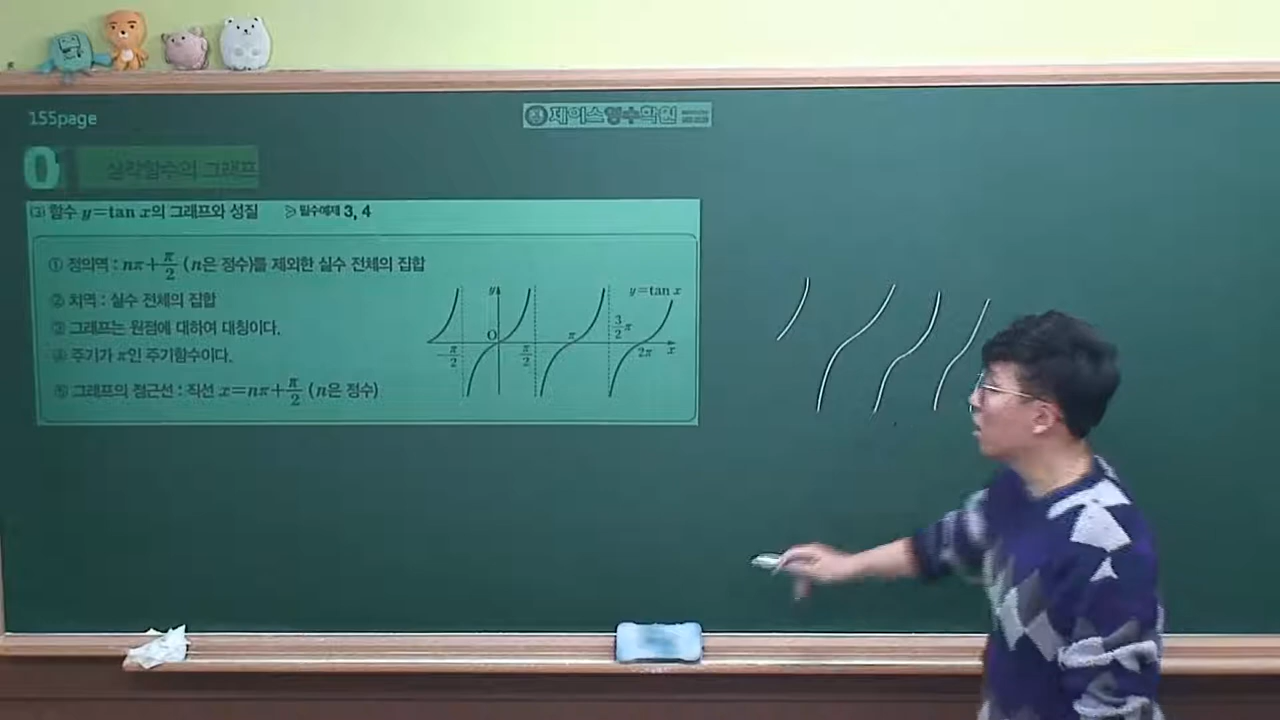 155page
제이스영수학원
삼각함수의 그래프
(3) 함수 y=tan x의 그래프와 성질 ≥ 필수예제 3, 4
① 정의역 : nπ+π/2 (n은 정수)를 제외한 실수 전체의 집합
② 치역 : 실수 전체의 집합
③ 그래프는 원점에 대하여 대칭이다.
④ 주기가 π인 주기함수이다.
⑤ 그래프의 점근선 : 직선 x=nπ+π/2 (n은 정수)
y
y=tan x
O
-π/2
π/2
π
3/2π
2π
x